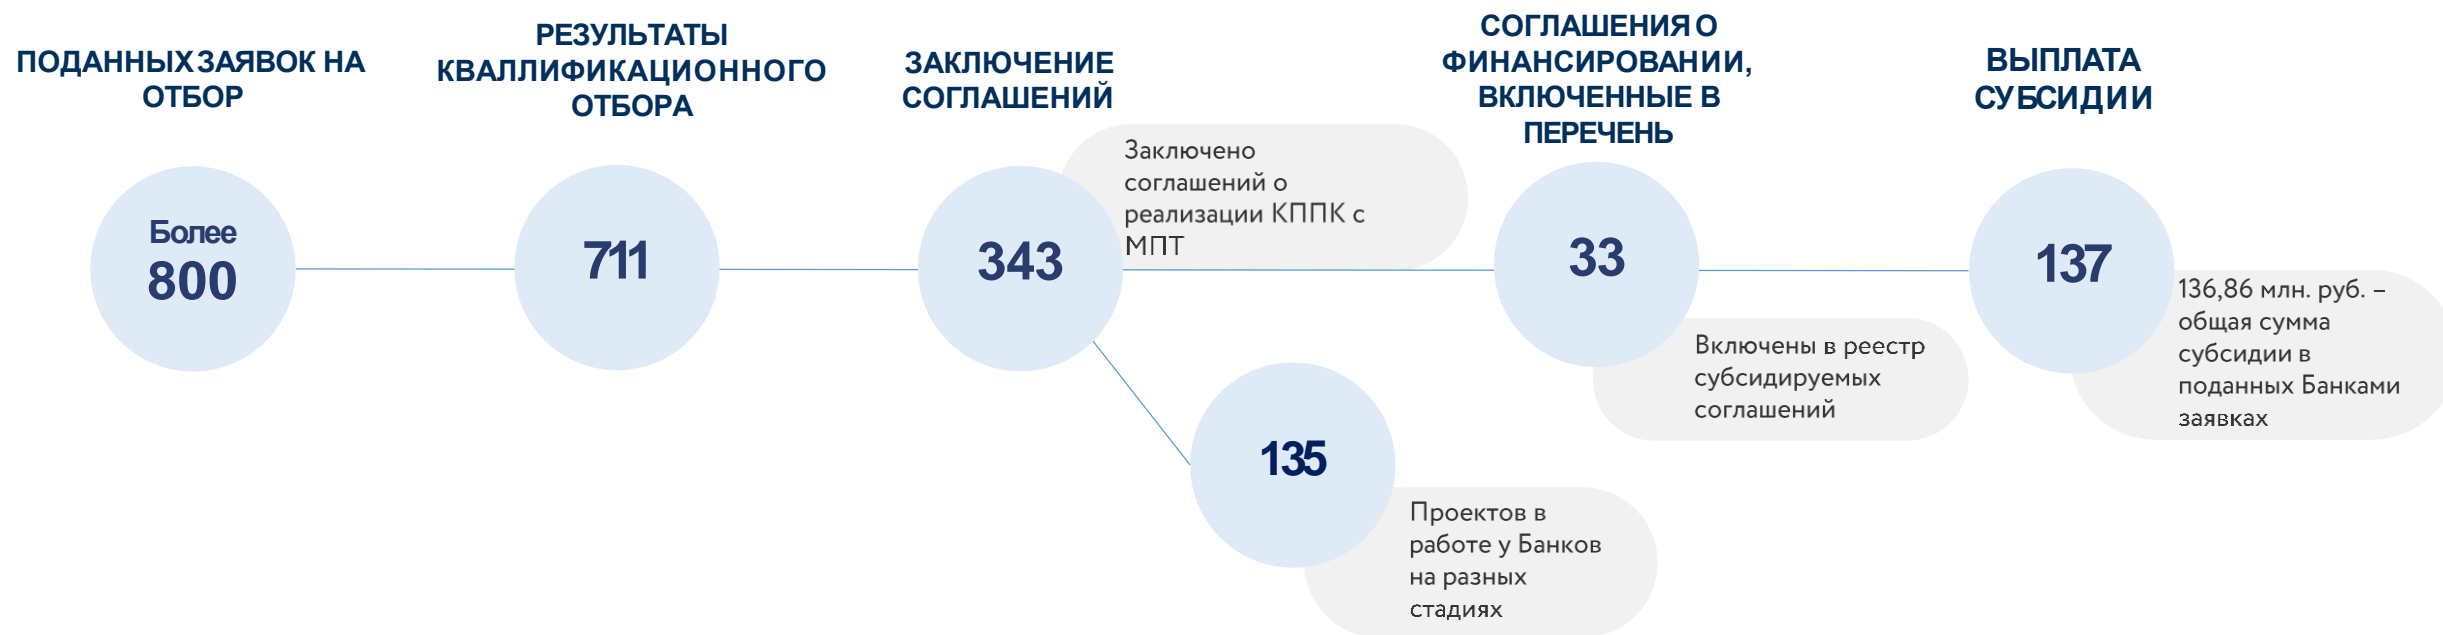 ПОДАННЫХ ЗАЯВОК НА
ОТБОР
Более
800
РЕЗУЛЬТАТЫ
КВАЛЛИФИКАЦИОННОГО
ОТБОРА
711
ЗАКЛЮЧЕНИЕ
СОГЛАШЕНИЙ
343
Заключено
соглашений о
реализации КППК с
МПТ
135
Проектов в
работе у Банков
на разных
стадиях
СОГЛАШЕНИЯ О
ФИНАНСИРОВАНИИ,
ВКЛЮЧЕННЫЕ В
ПЕРЕЧЕНЬ
33
Включены в реестр
субсидируемых
соглашений
ВЫПЛАТА
СУБСИДИИ
137
136,86 млн. руб. –
общая сумма
субсидии в
поданных Банками
заявках